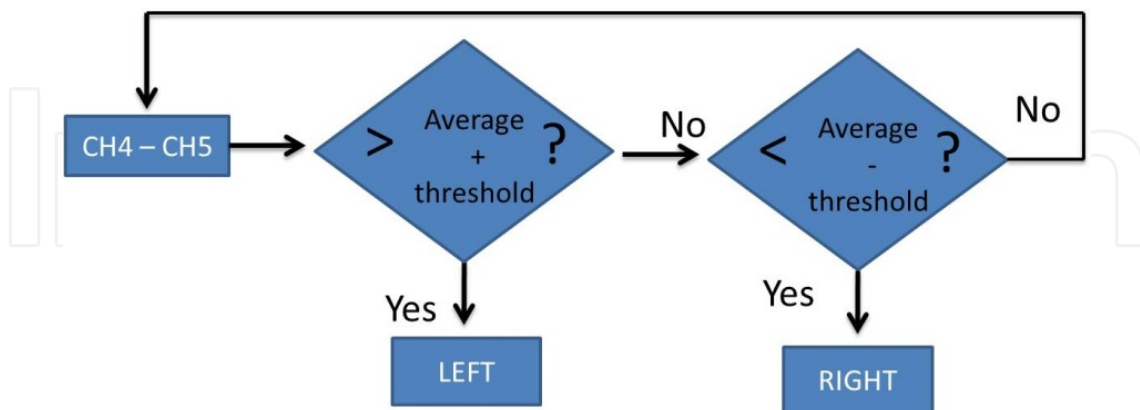 CH4 – CH5
> Average + threshold ?
No
< Average - threshold ?
No
Yes
LEFT
Yes
RIGHT